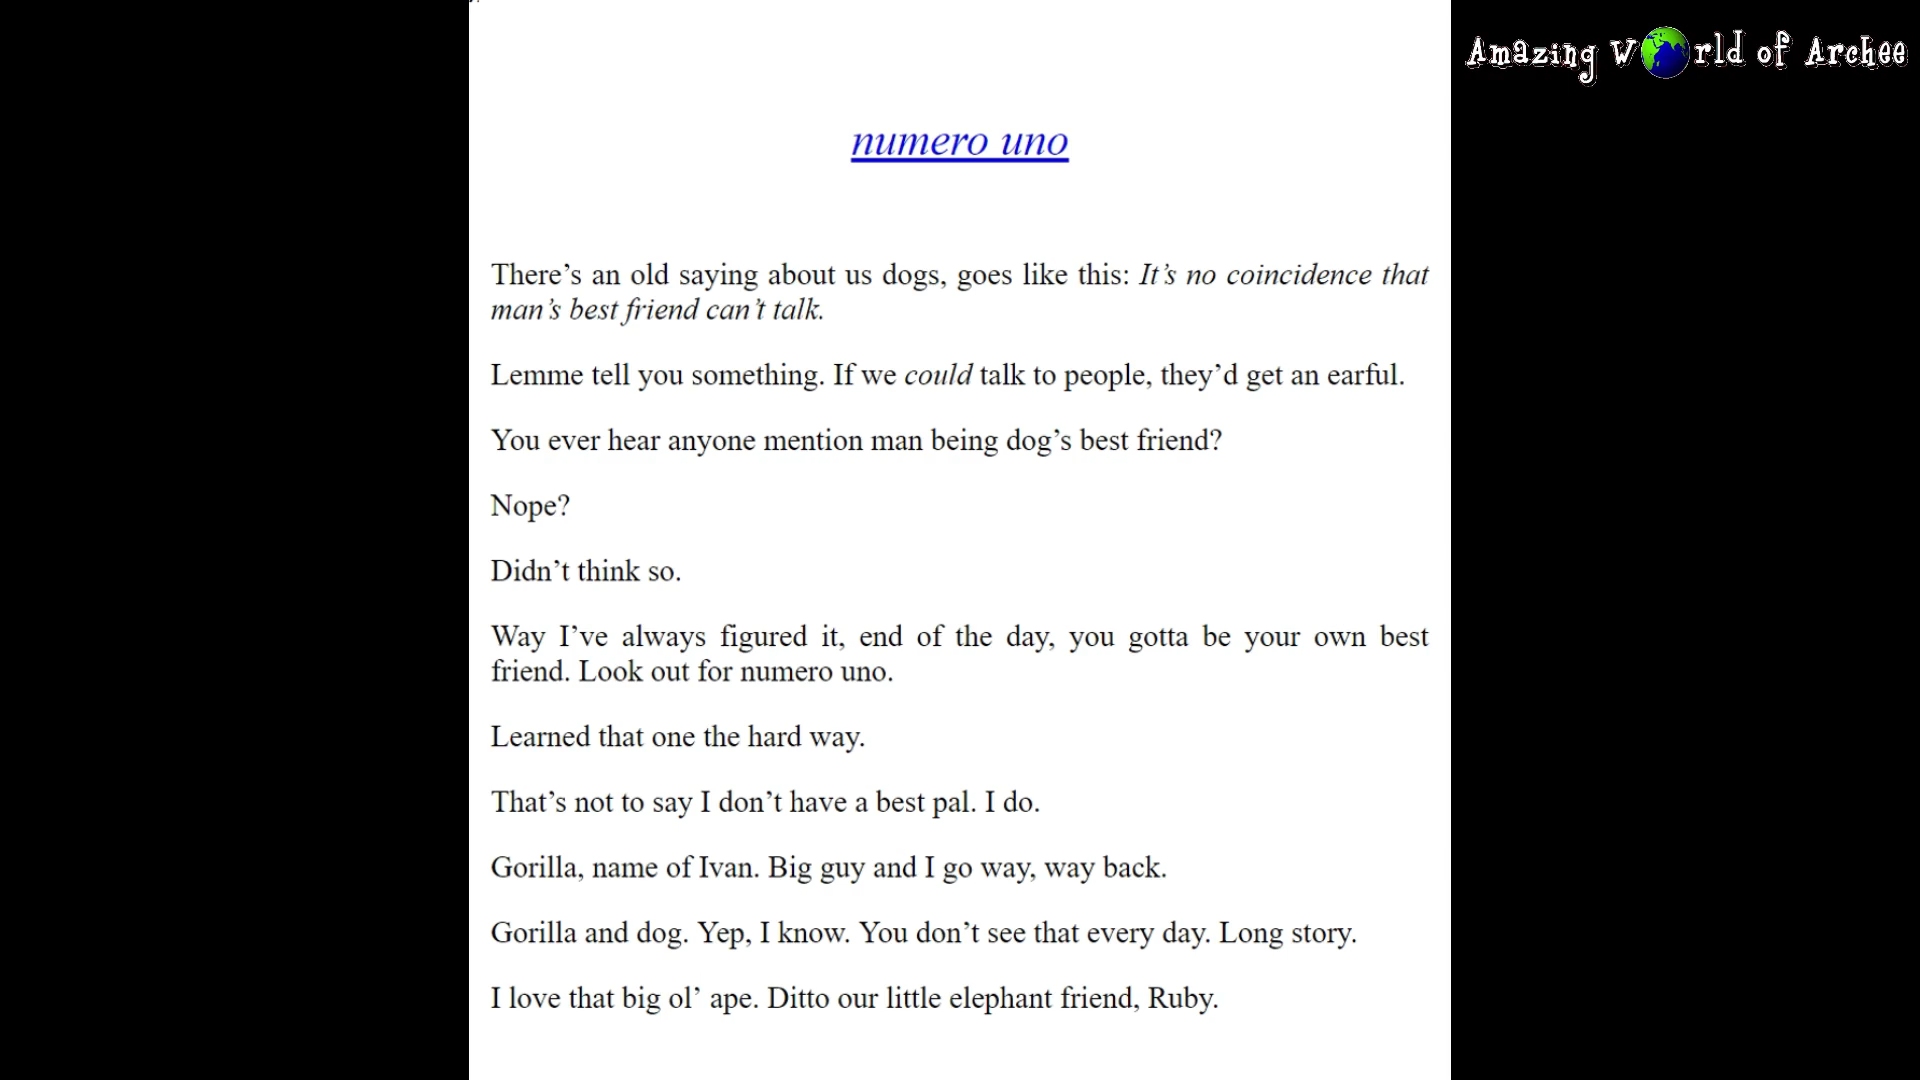 Amazing World of Archee
numero uno
There’s an old saying about us dogs, goes like this: It’s no coincidence that
man’s best friend can’t talk.
Lemme tell you something. If we could talk to people, they’d get an earful.
You ever hear anyone mention man being dog’s best friend?
Nope?
Didn’t think so.
Way I’ve always figured it, end of the day, you gotta be your own best
friend. Look out for numero uno.
Learned that one the hard way.
That’s not to say I don’t have a best pal. I do.
Gorilla, name of Ivan. Big guy and I go way, way back.
Gorilla and dog. Yep, I know. You don’t see that every day. Long story.
I love that big ol’ ape. Ditto our little elephant friend, Ruby.